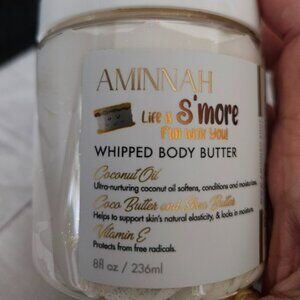 AMINNAH
Life is S'more
Fun With You!
WHIPPED BODY BUTTER
Coconut Oil
Ultra-nurturing coconut oil softens, conditions and moisturizes.
Coco Butter and Shea Butter
Helps to support skin's natural elasticity, & locks in moisture.
Vitamin E
Protects from free radicals.
8fl oz / 236ml